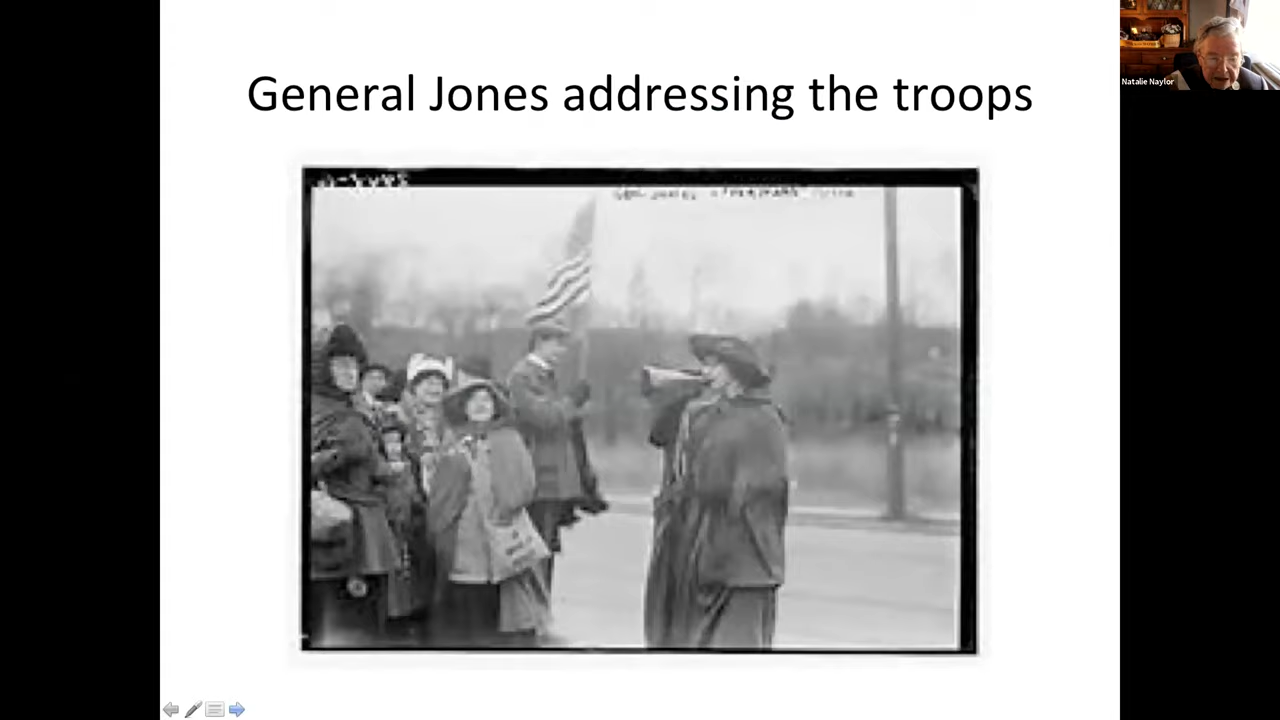 General Jones addressing the troops
Natalie Naylor